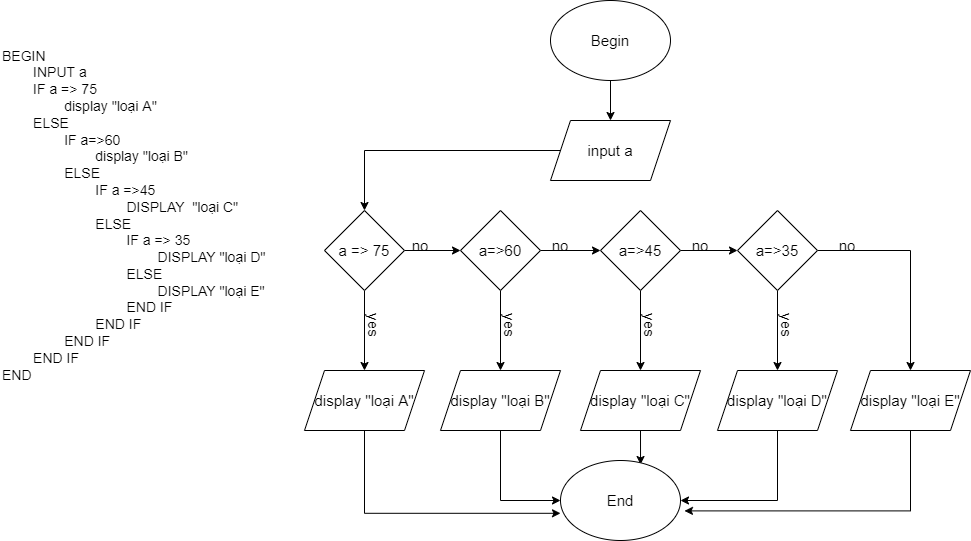 BEGIN
INPUT a
IF a => 75
display "loại A"
ELSE
IF a=>60
display "loại B"
ELSE
IF a =>45
DISPLAY  "loại C"
ELSE
IF a => 35
DISPLAY "loại D"
ELSE
DISPLAY "loại E"
END IF
END IF
END IF
END IF
END
Begin
input a
a => 75
no
a=>60
no
a=>45
no
a=>35
no
yes
yes
yes
yes
display "loại A"
display "loại B"
display "loại C"
display "loại D"
display "loại E"
End